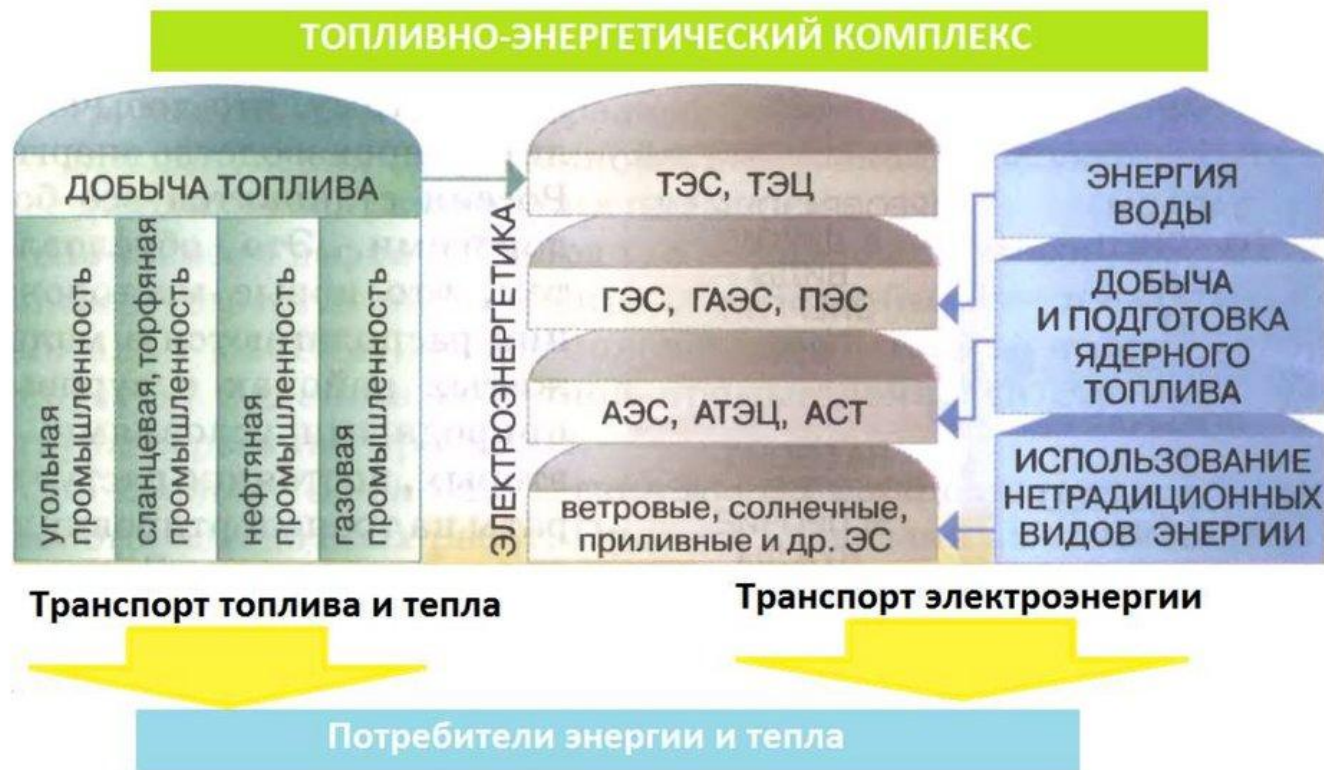 ТОПЛИВНО-ЭНЕРГЕТИЧЕСКИЙ КОМПЛЕКС
ДОБЫЧА ТОПЛИВА
угольная
промышленность
сланцевая, торфяная
промышленность
нефтяная
промышленность
газовая
промышленность
ЭЛЕКТРОЭНЕРГЕТИКА
ТЭС, ТЭЦ
ГЭС, ГАЭС, ПЭС
АЭС, АТЭЦ, АСТ
ветровые, солнечные,
приливные и др. ЭС
ЭНЕРГИЯ
ВОДЫ
ДОБЫЧА
И ПОДГОТОВКА
ЯДЕРНОГО
ТОПЛИВА
ИСПОЛЬЗОВАНИЕ
НЕТРАДИЦИОННЫХ
ВИДОВ ЭНЕРГИИ
Транспорт топлива и тепла
Транспорт электроэнергии
Потребители энергии и тепла